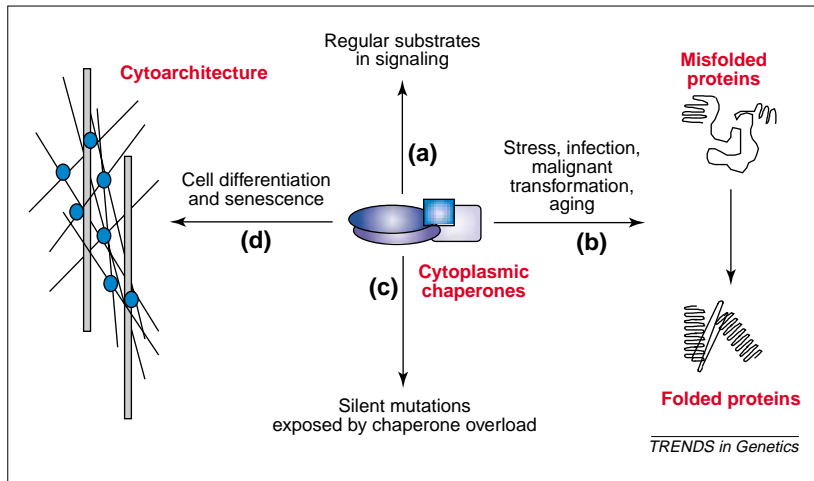 Regular substrates
in signaling
Cytoarchitecture
Misfolded
proteins
(a)
Stress, infection,
malignant
transformation,
aging
Cell differentiation
and senescence
(d)
(b)
(c)
Cytoplasmic
chaperones
Folded proteins
Silent mutations
exposed by chaperone overload
TRENDS in Genetics